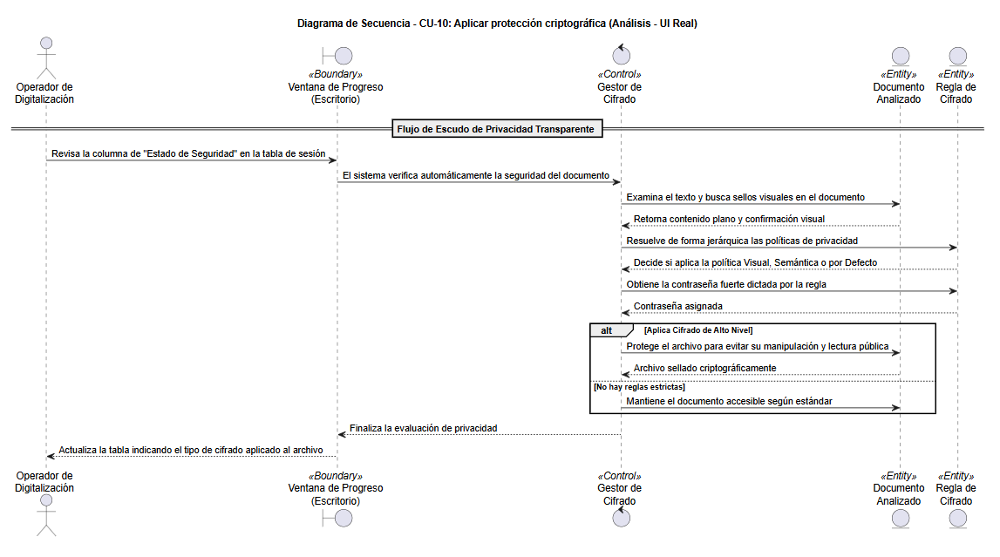 Diagrama de Secuencia - CU-10: Aplicar protección criptográfica (Análisis - UI Real)
Operador de
Digitalización
«Boundary»
Ventana de Progreso
(Escritorio)
«Control»
Gestor de
Cifrado
«Entity»
Documento
Analizado
«Entity»
Regla de
Cifrado
Flujo de Escudo de Privacidad Transparente
Revisa la columna de "Estado de Seguridad" en la tabla de sesión
El sistema verifica automáticamente la seguridad del documento
Examina el texto y busca sellos visuales en el documento
Retorna contenido plano y confirmación visual
Resuelve de forma jerárquica las políticas de privacidad
Decide si aplica la política Visual, Semántica o por Defecto
Obtiene la contraseña fuerte dictada por la regla
Contraseña asignada
alt
[Aplica Cifrado de Alto Nivel]
Protege el archivo para evitar su manipulación y lectura pública
Archivo sellado criptográficamente
[No hay reglas estrictas]
Mantiene el documento accesible según estándar
Finaliza la evaluación de privacidad
Actualiza la tabla indicando el tipo de cifrado aplicado al archivo
Operador de
Digitalización
«Boundary»
Ventana de Progreso
(Escritorio)
«Control»
Gestor de
Cifrado
«Entity»
Documento
Analizado
«Entity»
Regla de
Cifrado